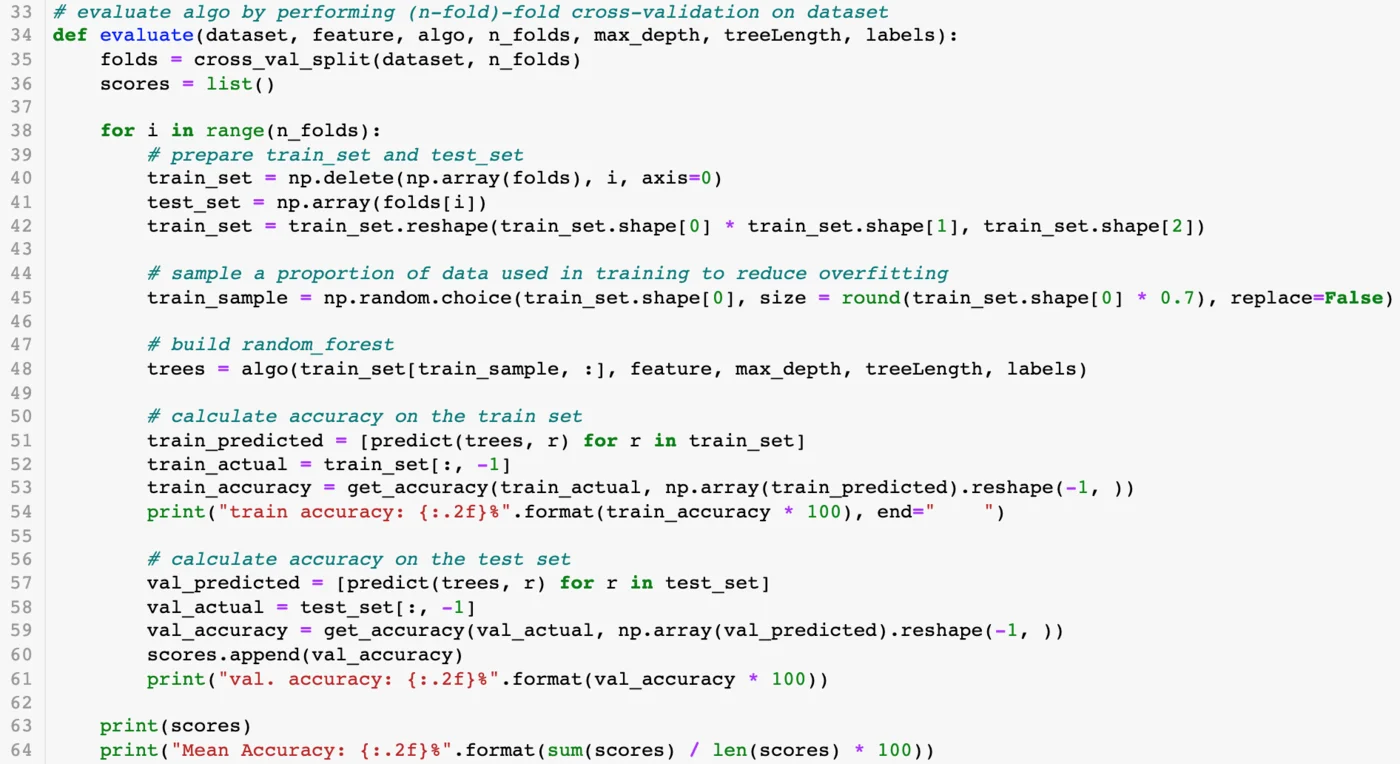 33 # evaluate algo by performing (n-fold)-fold cross-validation on dataset
34 def evaluate(dataset, feature, algo, n_folds, max_depth, treeLength, labels):
35     folds = cross_val_split(dataset, n_folds)
36     scores = list()
37
38     for i in range(n_folds):
39         # prepare train_set and test_set
40         train_set = np.delete(np.array(folds), i, axis=0)
41         test_set = np.array(folds[i])
42         train_set = train_set.reshape(train_set.shape[0] * train_set.shape[1], train_set.shape[2])
43
44         # sample a proportion of data used in training to reduce overfitting
45         train_sample = np.random.choice(train_set.shape[0], size = round(train_set.shape[0] * 0.7), replace=False)
46
47         # build random_forest
48         trees = algo(train_set[train_sample, :], feature, max_depth, treeLength, labels)
49
50         # calculate accuracy on the train set
51         train_predicted = [predict(trees, r) for r in train_set]
52         train_actual = train_set[:, -1]
53         train_accuracy = get_accuracy(train_actual, np.array(train_predicted).reshape(-1, ))
54         print("train accuracy: {:.2f}%".format(train_accuracy * 100), end="    ")
55
56         # calculate accuracy on the test set
57         val_predicted = [predict(trees, r) for r in test_set]
58         val_actual = test_set[:, -1]
59         val_accuracy = get_accuracy(val_actual, np.array(val_predicted).reshape(-1, ))
60         scores.append(val_accuracy)
61         print("val. accuracy: {:.2f}%".format(val_accuracy * 100))
62
63     print(scores)
64     print("Mean Accuracy: {:.2f}%".format(sum(scores) / len(scores) * 100))